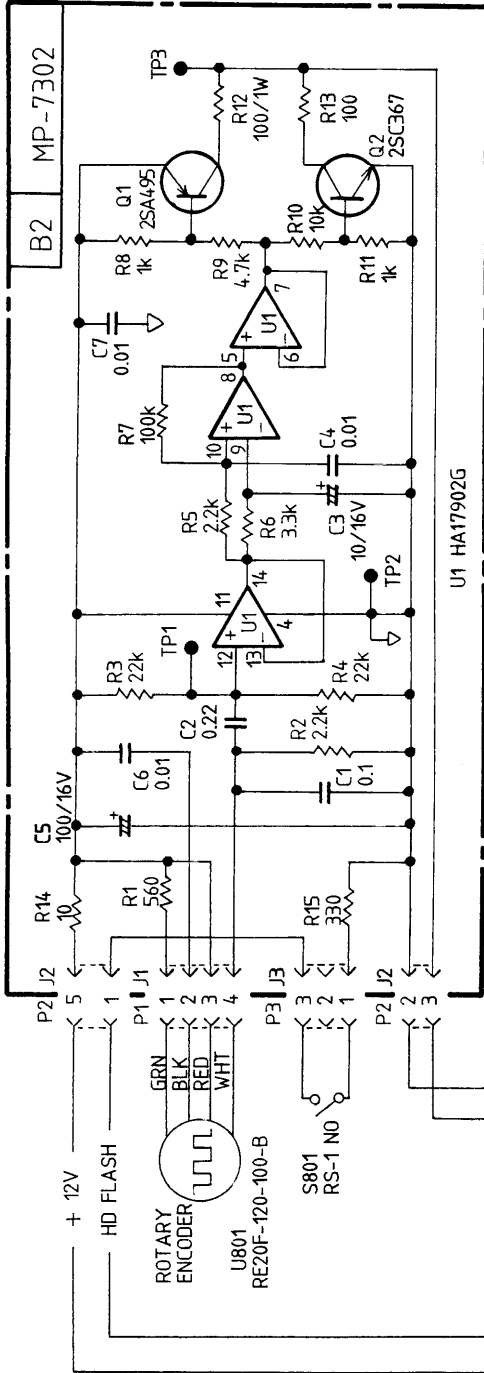 B2
MP-7302
TP3
R12
100/1W
R13
100
Q1
2SA495
Q2
2SC367
R8
1k
R9
4.7k
R10
10k
R11
1k
C7
0.01
7
U1
+
-
5
6
8
U1
+
-
10
9
R7
100k
C4
0.01
R5
2.2k
R6
3.3k
C3
10/16V
+
14
11
U1
+
-
4
12
13
TP1
TP2
U1 HA17902G
R3
22k
R4
22k
C2
0.22
R2
2.2k
C6
0.01
C1
0.1
C5
100/16V
+
R14
10
R1
560
R15
330
P2
J2
5
1
P1
J1
1
2
3
4
P3
J3
3
2
1
P2
J2
2
3
+ 12V
HD FLASH
GRN
BLK
RED
WHT
ROTARY
ENCODER
U801
RE20F-120-100-B
S801
RS-1 NO